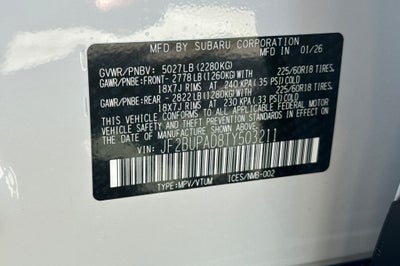 MFD BY SUBARU CORPORATION 01/26
GVWR/PNBV: 5027LB (2280KG)
GAWR/PNBE:FRONT- 2778LB (1260KG)WITH 225/60R18 TIRES,
18X7J RIMS AT 240 KPA (35 PSI) COLD
GAWR/PNBE:REAR - 2822LB (1280KG)WITH 225/60R18 TIRES,
18X7J RIMS AT 230 KPA (33 PSI) COLD
THIS VEHICLE CONFORMS TO ALL APPLICABLE FEDERAL MOTOR
VEHICLE SAFETY AND THEFT PREVENTION STANDARDS IN EFFECT ON
THE DATE OF MANUFACTURE SHOWN ABOVE.
VIN: JF2BUPAD8TY503211
TYPE:MPV/VTUM ICES/NMB-002